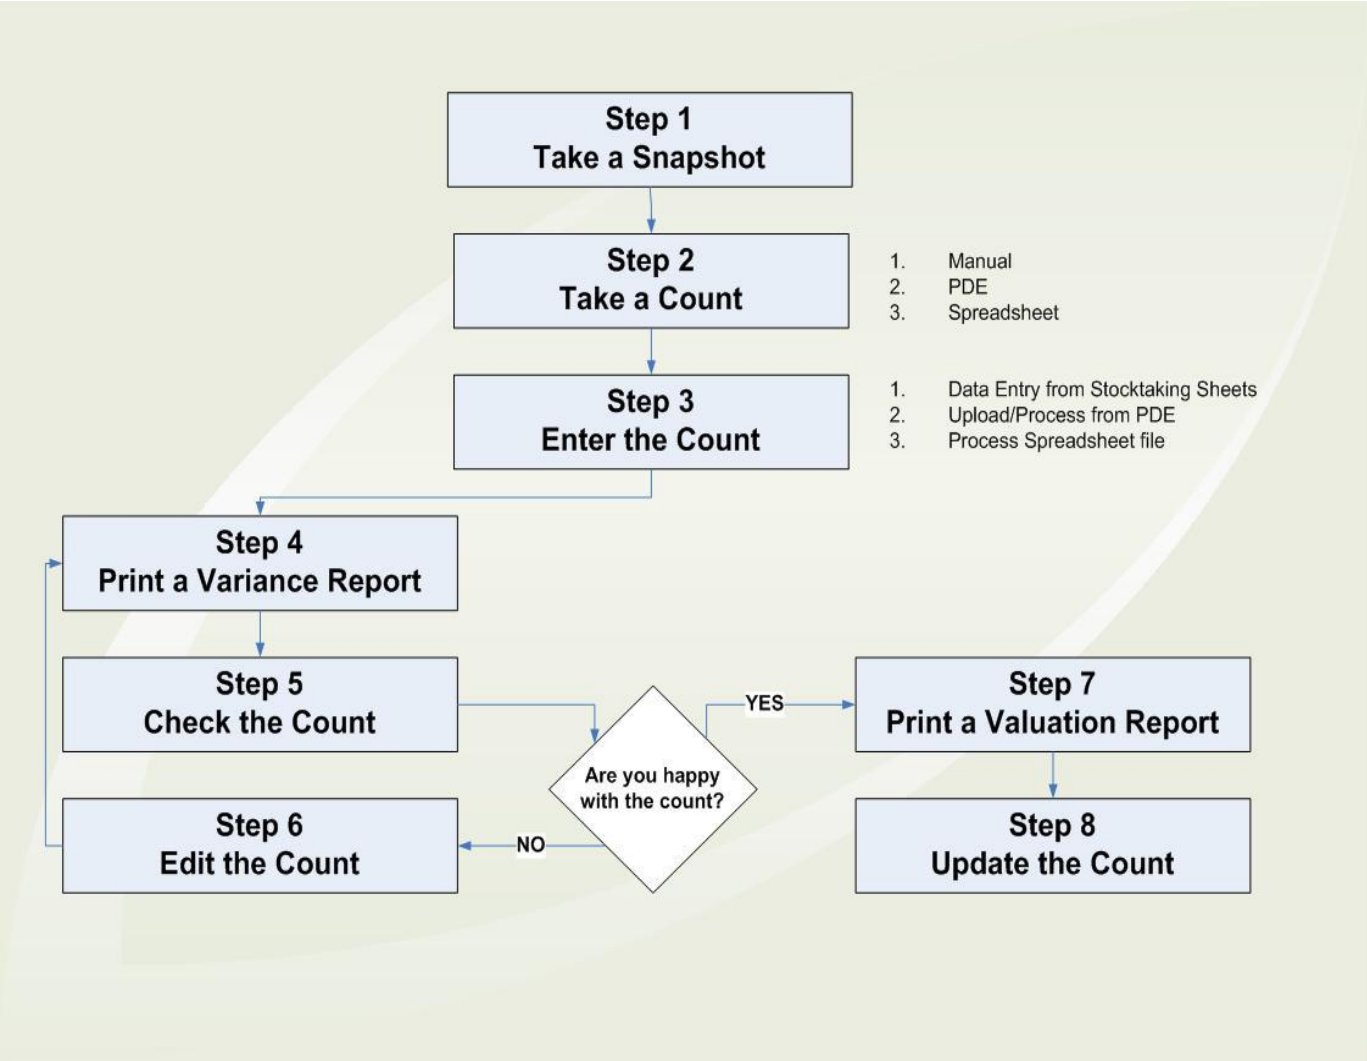 Step 1
Take a Snapshot
Step 2
Take a Count
1. Manual
2. PDE
3. Spreadsheet
Step 3
Enter the Count
1. Data Entry from Stocktaking Sheets
2. Upload/Process from PDE
3. Process Spreadsheet file
Step 4
Print a Variance Report
Step 5
Check the Count
Are you happy
with the count?
YES
NO
Step 6
Edit the Count
Step 7
Print a Valuation Report
Step 8
Update the Count